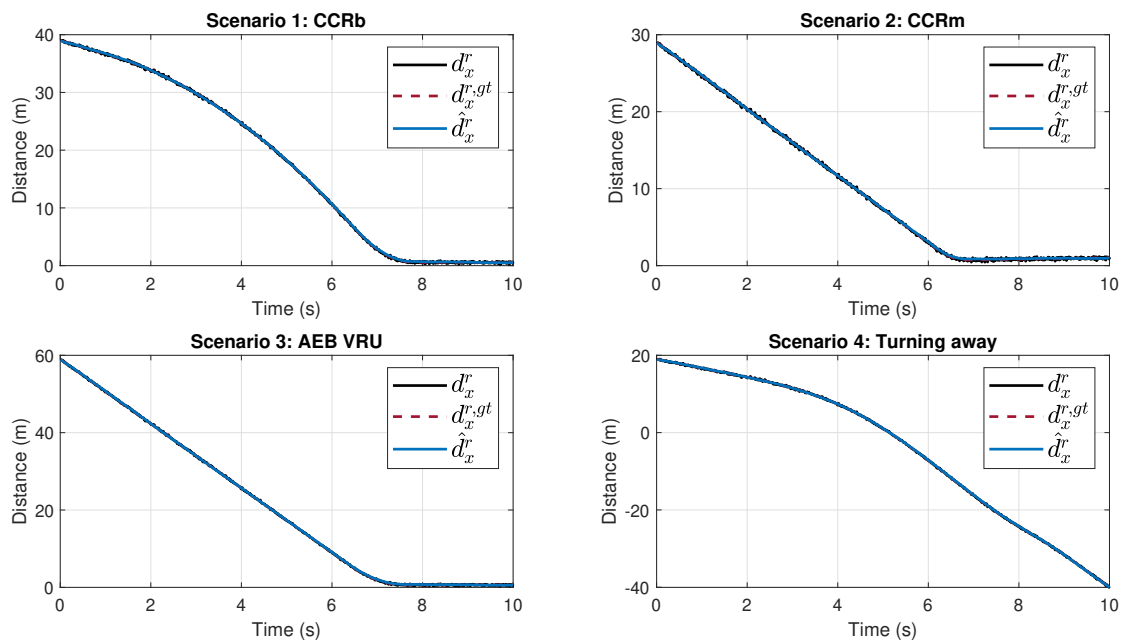 Scenario 1: CCRb
40
30
20
10
0
Distance (m)
0 2 4 6 8 10
Time (s)
d_x^r
d_x^{r,gt}
\hat{d}_x^r
Scenario 2: CCRm
30
20
10
0
Distance (m)
0 2 4 6 8 10
Time (s)
d_x^r
d_x^{r,gt}
\hat{d}_x^r
Scenario 3: AEB VRU
60
40
20
0
Distance (m)
0 2 4 6 8 10
Time (s)
d_x^r
d_x^{r,gt}
\hat{d}_x^r
Scenario 4: Turning away
20
0
-20
-40
Distance (m)
0 2 4 6 8 10
Time (s)
d_x^r
d_x^{r,gt}
\hat{d}_x^r